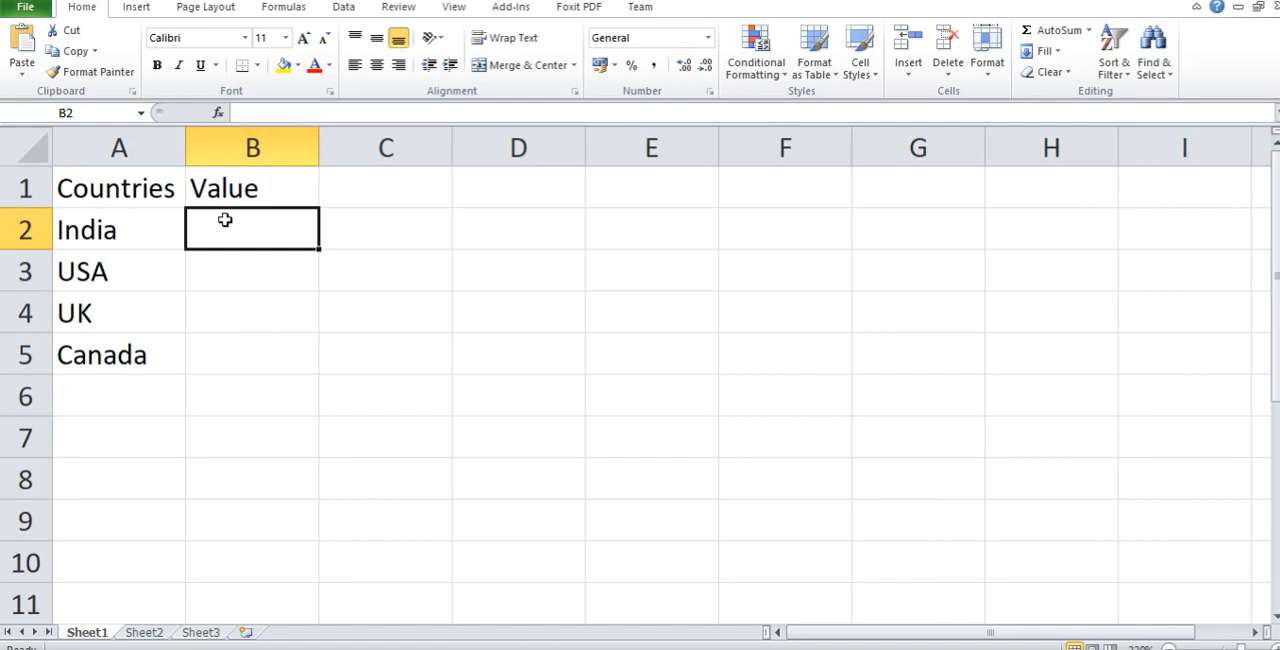 File Home Insert Page Layout Formulas Data Review View Add-Ins Foxit PDF Team
Cut Calibri 11 Wrap Text General AutoSum
Copy Fill
Paste Format Painter B I U Merge & Center % , Conditional Formatting Format as Table Cell Styles Insert Delete Format Clear Sort & Filter Find & Select
Clipboard Font Alignment Number Styles Cells Editing
B2 fx
A B C D E F G H I
1 Countries Value
2 India
3 USA
4 UK
5 Canada
6
7
8
9
10
11
Sheet1 Sheet2 Sheet3